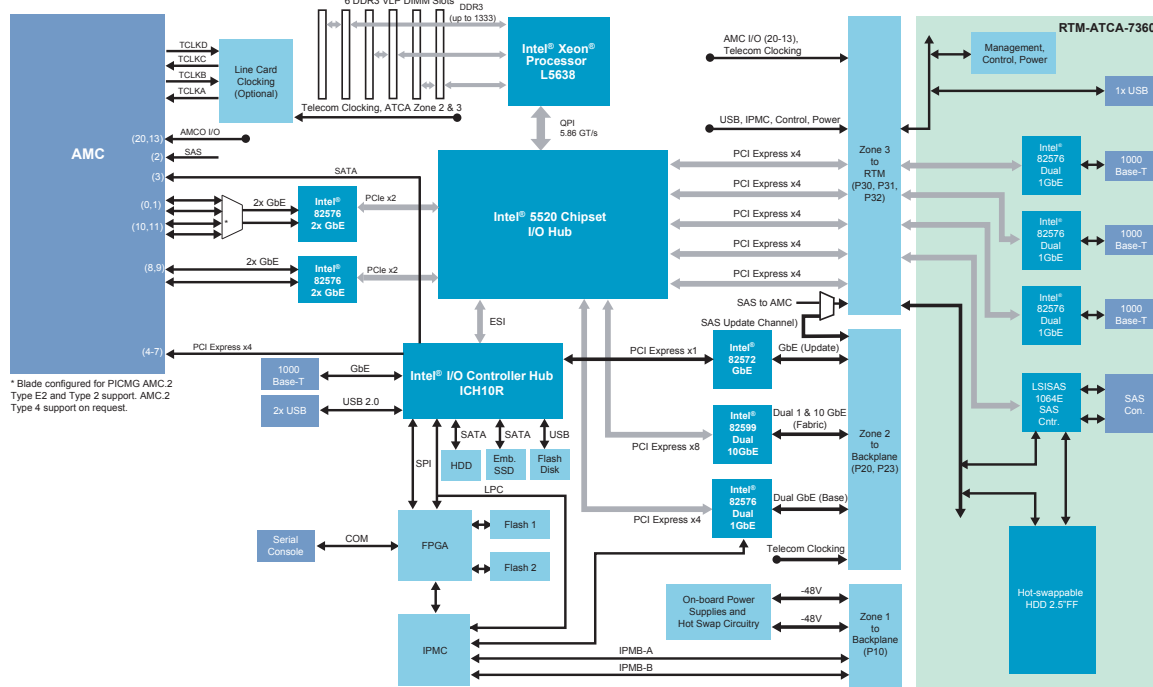 6 DDR3 VLP DIMM Slots
DDR3
(up to 1333)
Intel® Xeon®
Processor
L5638
TCLKD
TCLKC
TCLKB
TCLKA
Line Card
Clocking
(Optional)
Telecom Clocking, ATCA Zone 2 & 3
AMC I/O (20-13),
Telecom Clocking
RTM-ATCA-7360
Management,
Control, Power
1x USB
QPI
5.86 GT/s
USB, IPMC, Control, Power
AMC
(20,13)
AMCO I/O
(2)
SAS
(3)
SATA
(0,1)
(10,11)
*
2x GbE
Intel®
82576
2x GbE
PCIe x2
(8,9)
2x GbE
Intel®
82576
2x GbE
PCIe x2
Intel® 5520 Chipset
I/O Hub
PCI Express x4
PCI Express x4
PCI Express x4
PCI Express x4
PCI Express x4
Zone 3
to
RTM
(P30, P31,
P32)
Intel®
82576
Dual
1GbE
1000
Base-T
Intel®
82576
Dual
1GbE
1000
Base-T
Intel®
82576
Dual
1GbE
1000
Base-T
SAS to AMC
SAS Update Channel)
ESI
(4-7)
PCI Express x4
* Blade configured for PICMG AMC.2
Type E2 and Type 2 support. AMC.2
Type 4 support on request.
1000
Base-T
GbE
2x USB
USB 2.0
Intel® I/O Controller Hub
ICH10R
PCI Express x1
Intel®
82572
GbE
GbE (Update)
LSISAS
1064E
SAS
Cntr.
SAS
Con.
SPI
SATA
SATA
USB
HDD
Emb.
SSD
Flash
Disk
LPC
PCI Express x8
Intel®
82599
Dual
10GbE
Dual 1 & 10 GbE
(Fabric)
Zone 2
to
Backplane
(P20, P23)
PCI Express x4
Intel®
82576
Dual
1GbE
Dual GbE (Base)
Telecom Clocking
Serial
Console
COM
FPGA
Flash 1
Flash 2
IPMC
IPMB-A
IPMB-B
On-board Power
Supplies and
Hot Swap Circuitry
-48V
-48V
Zone 1
to
Backplane
(P10)
Hot-swappable
HDD 2.5"FF